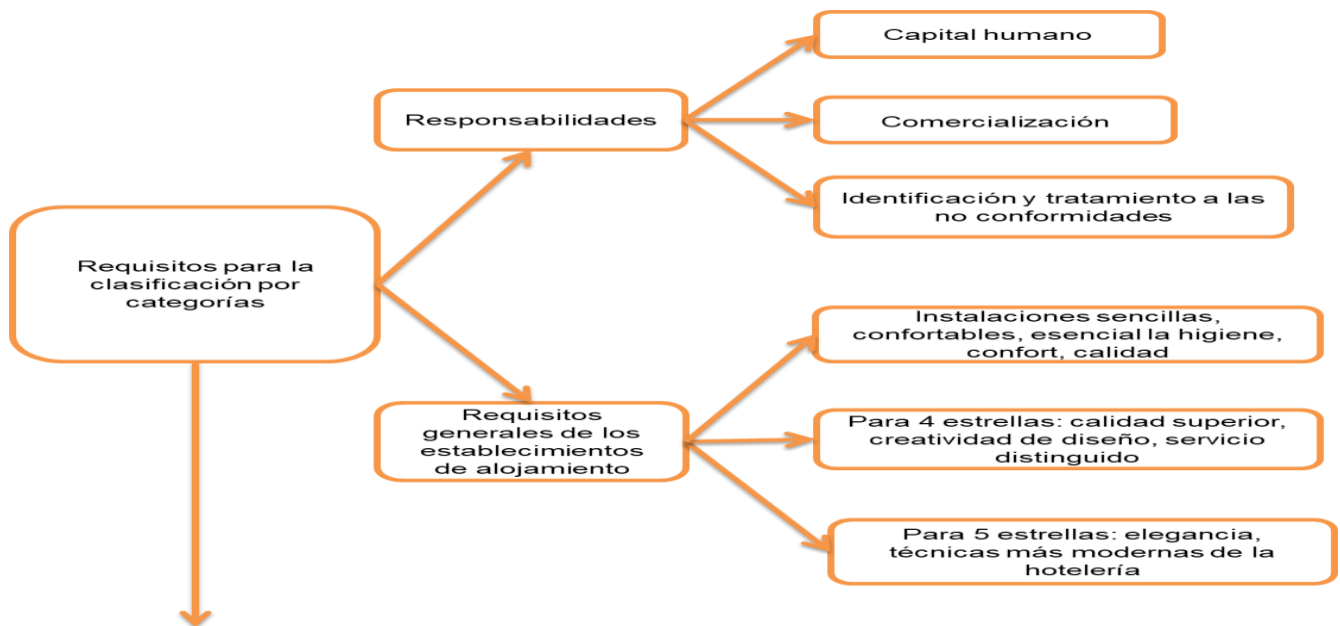 Capital humano
Responsabilidades
Comercialización
Identificación y tratamiento a las
no conformidades
Requisitos para la
clasificación por
categorías
Instalaciones sencillas,
confortables, esencial la higiene,
confort, calidad
Requisitos
generales de los
establecimientos
de alojamiento
Para 4 estrellas: calidad superior,
creatividad de diseño, servicio
distinguido
Para 5 estrellas: elegancia,
técnicas más modernas de la
hotelería